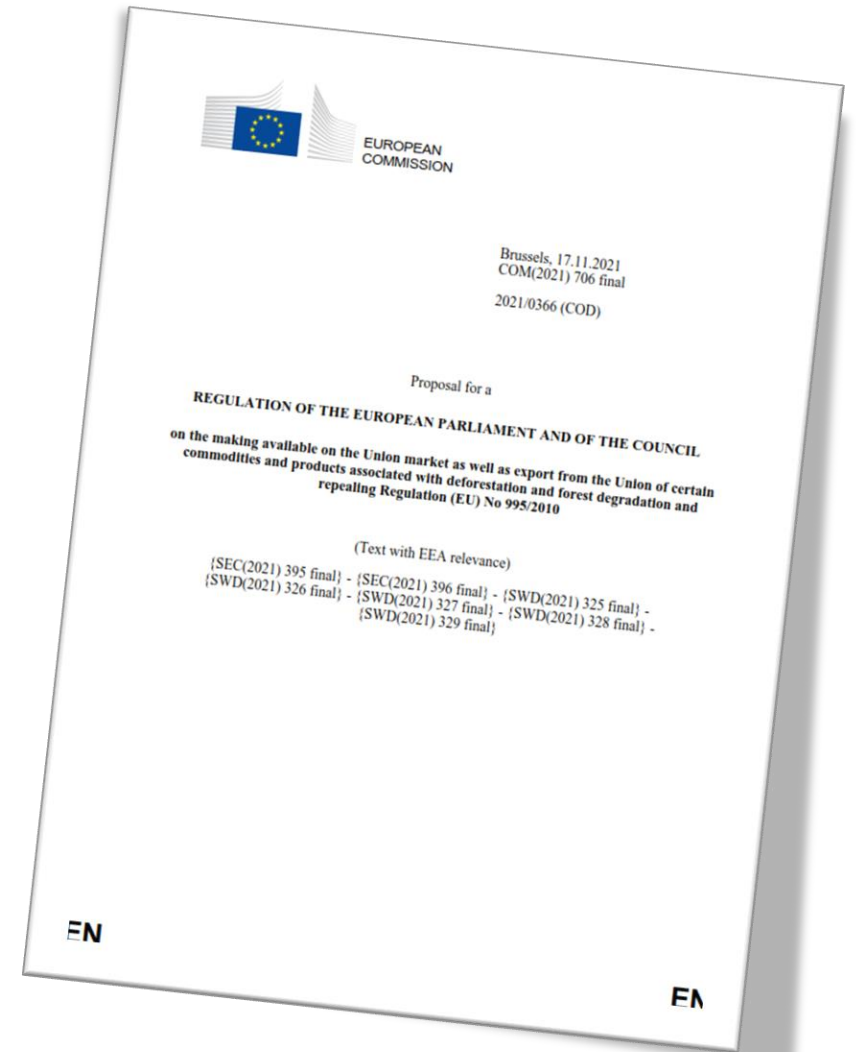 EUROPEAN
COMMISSION
Brussels, 17.11.2021
COM(2021) 706 final
2021/0366 (COD)
Proposal for a
REGULATION OF THE EUROPEAN PARLIAMENT AND OF THE COUNCIL
on the making available on the Union market as well as export from the Union of certain
commodities and products associated with deforestation and forest degradation and
repealing Regulation (EU) No 995/2010
(Text with EEA relevance)
{SEC(2021) 395 final} - {SEC(2021) 396 final} - {SWD(2021) 325 final} -
{SWD(2021) 326 final} - {SWD(2021) 327 final} - {SWD(2021) 328 final} -
{SWD(2021) 329 final}
EN
EN